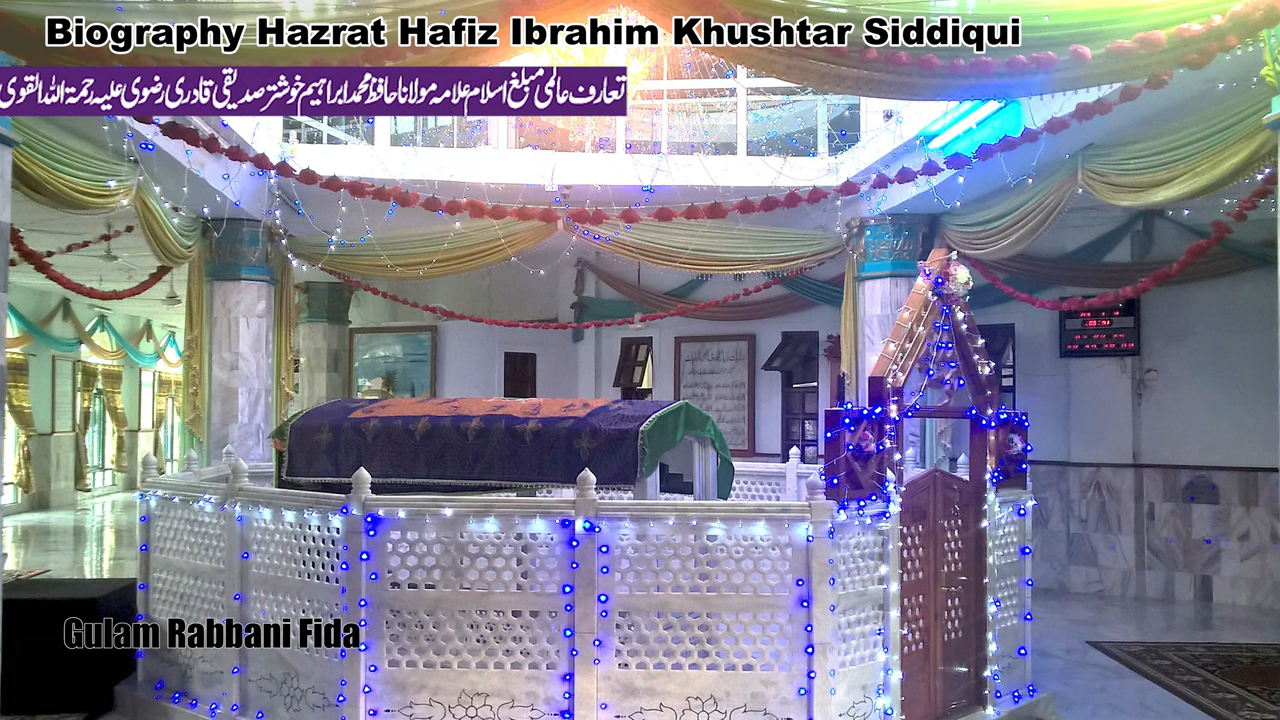 Biography Hazrat Hafiz Ibrahim Khushtar Siddiqui
تعارف عالمی مبلغ اسلام علامہ مولانا حافظ محمد ابراہیم خوشتر صدیقی قادری رضوی علیہ رحمۃ اللہ القوی
Gulam Rabbani Fida